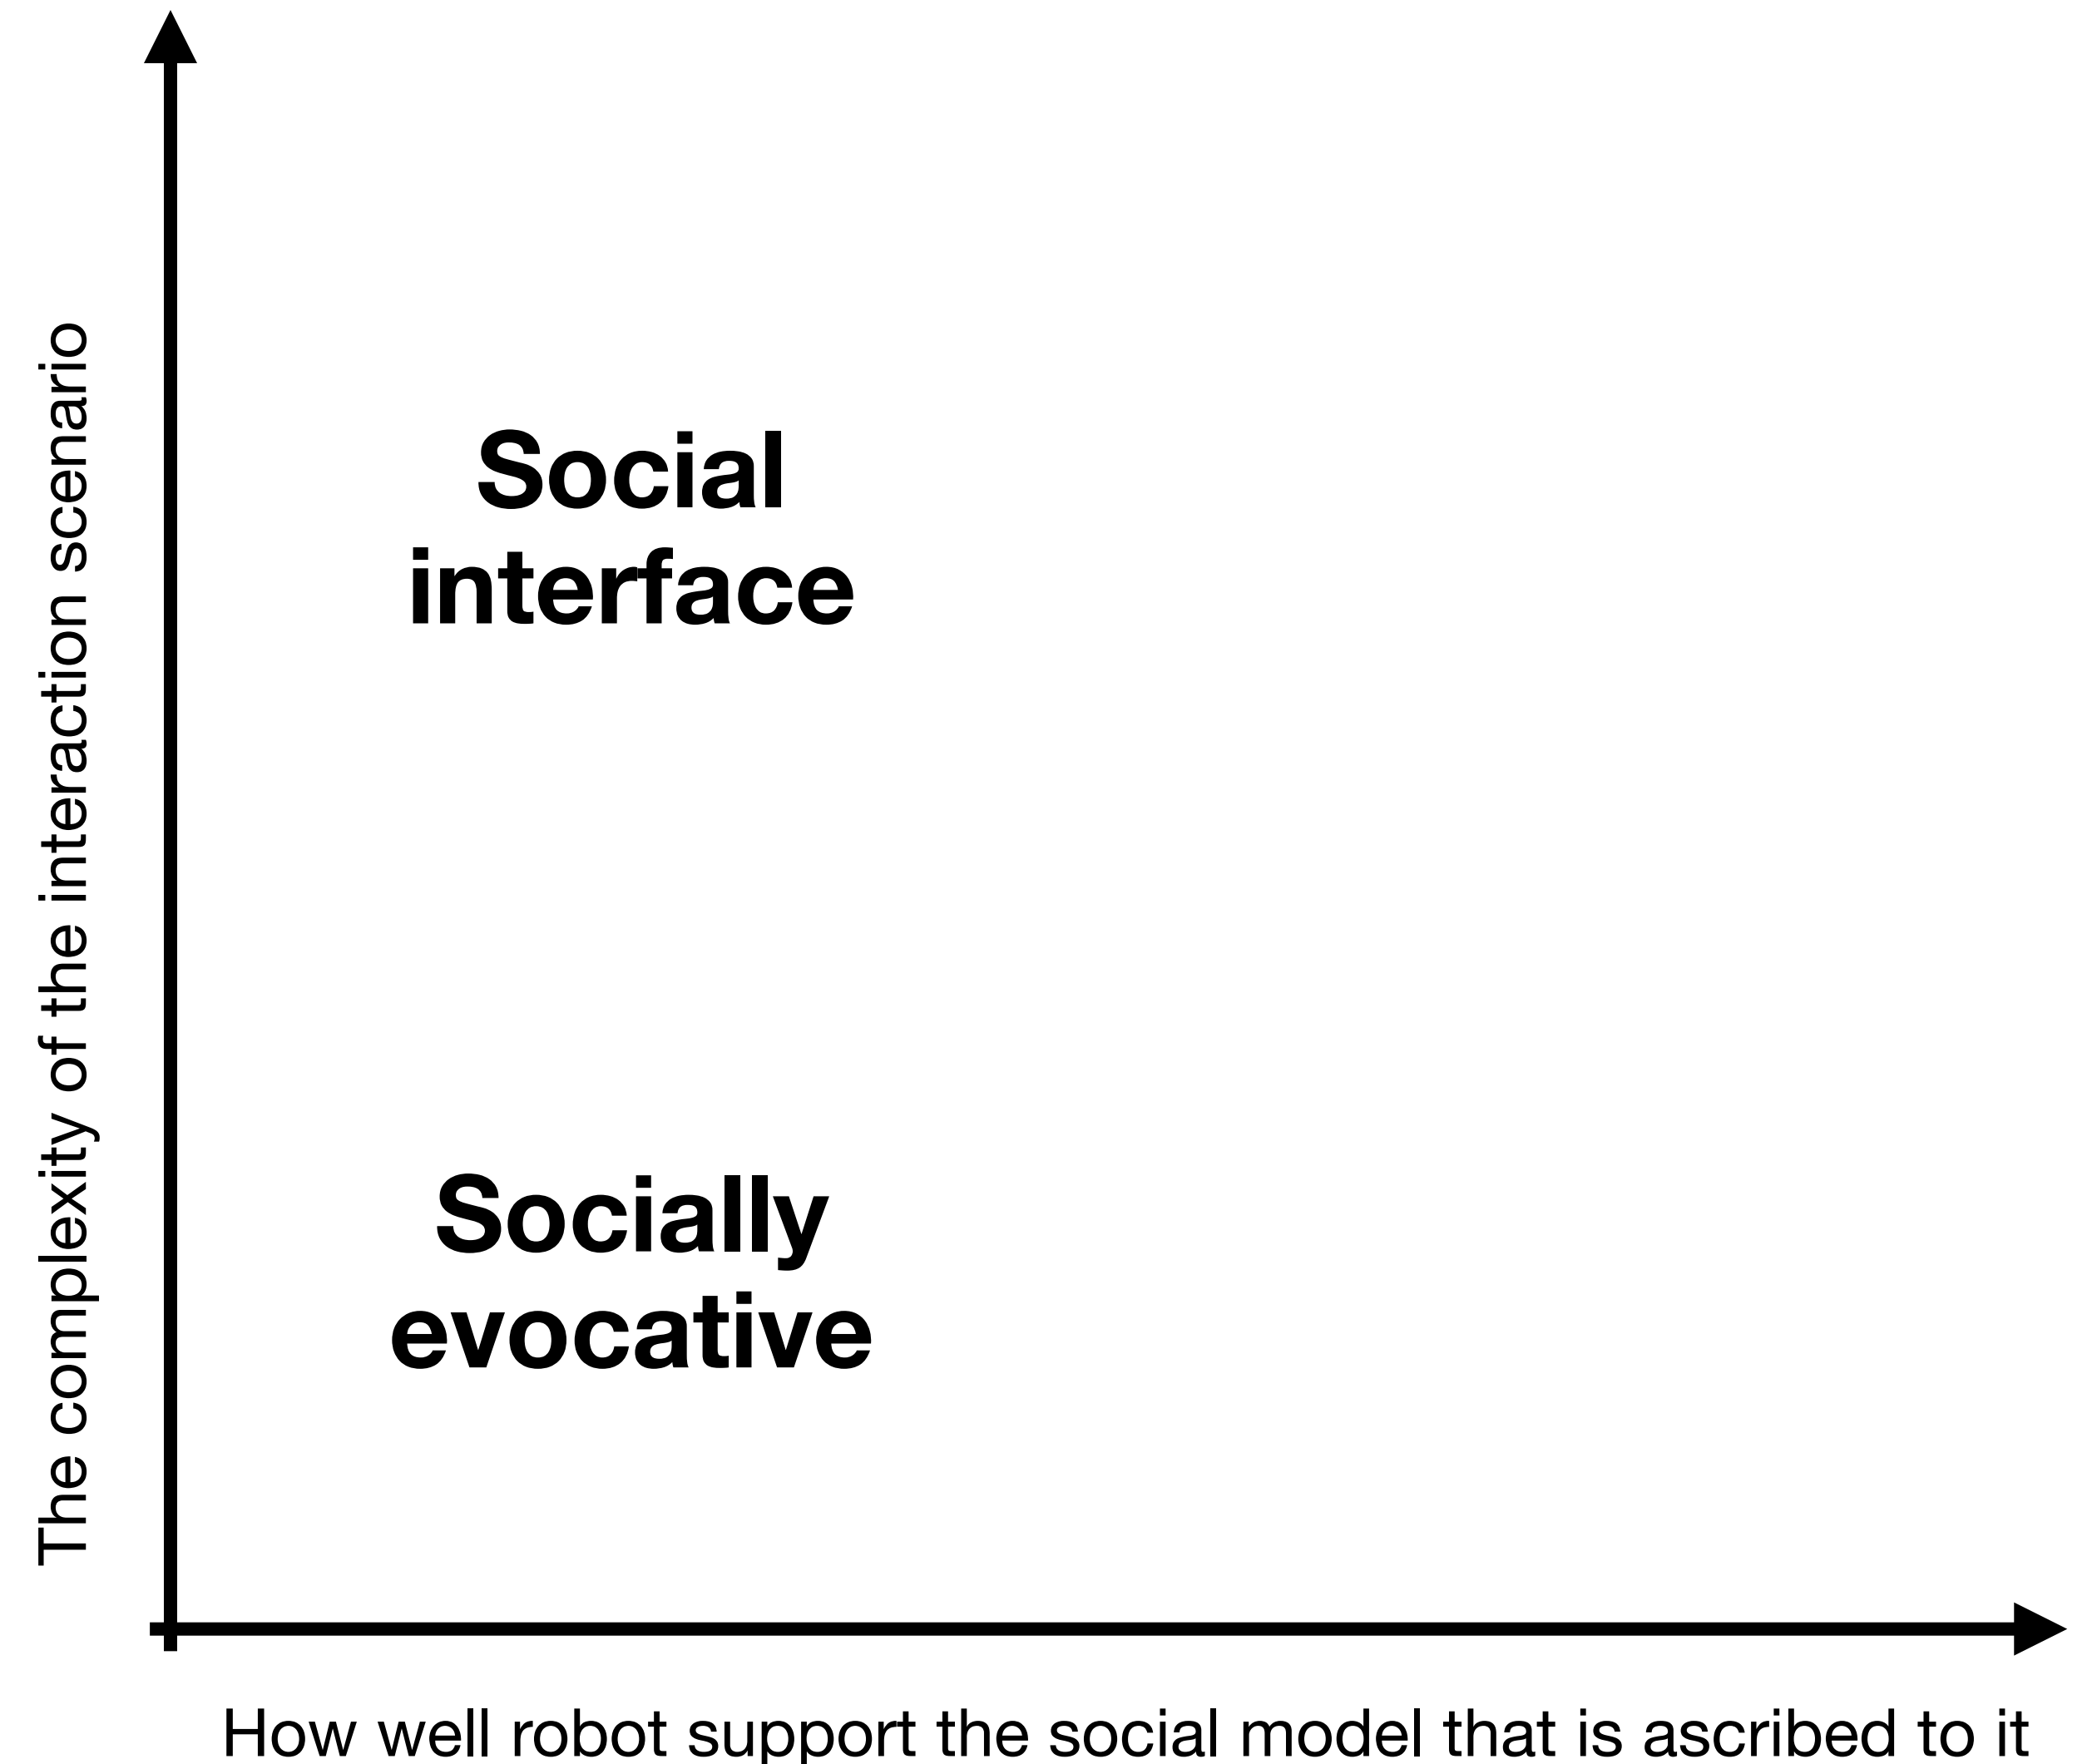 The complexity of the interaction scenario
Social
interface
Socially
evocative
How well robot support the social model that is ascribed to it